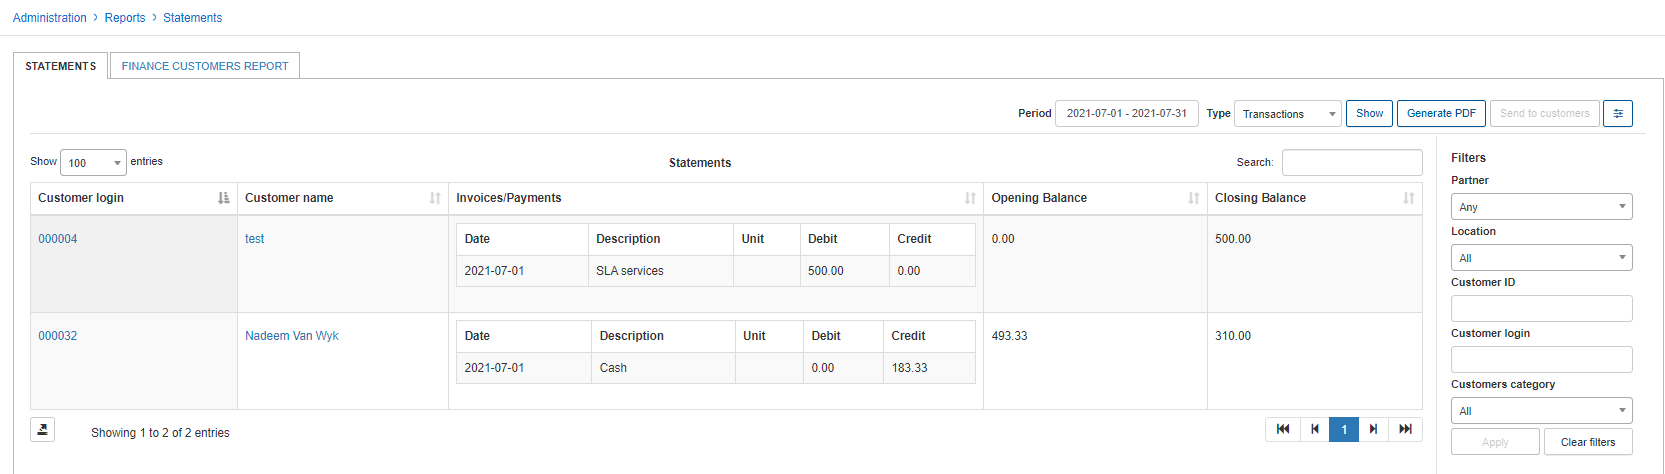 Administration > Reports > Statements
STATEMENTS FINANCE CUSTOMERS REPORT
Period 2021-07-01 - 2021-07-31 Type Transactions Show Generate PDF Send to customers
Show 100 entries Statements Search:
Customer login Customer name Invoices/Payments Opening Balance Closing Balance
000004 test Date Description Unit Debit Credit 0.00 500.00
2021-07-01 SLA services 500.00 0.00
000032 Nadeem Van Wyk Date Description Unit Debit Credit 493.33 310.00
2021-07-01 Cash 0.00 183.33
Showing 1 to 2 of 2 entries 1
Filters
Partner
Any
Location
All
Customer ID
Customer login
Customers category
All
Apply Clear filters